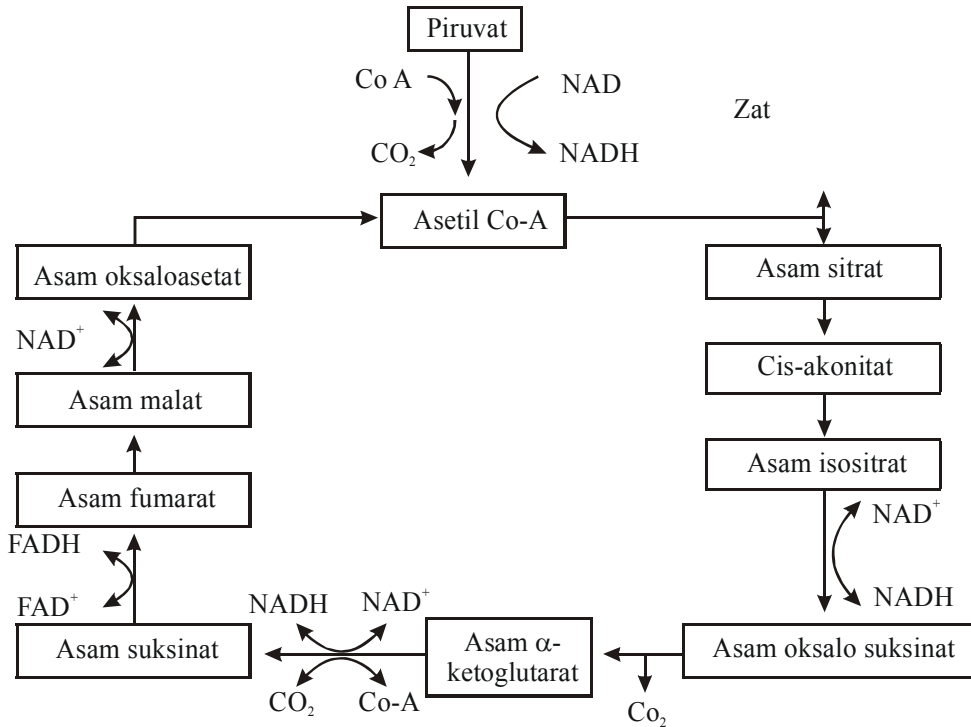 Piruvat
Co A
NAD
Zat
CO₂
NADH
Asetil Co-A
Asam oksaloasetat
Asam sitrat
NAD⁺
Cis-akonitat
Asam malat
Asam isositrat
Asam fumarat
NAD⁺
FADH
NADH
NAD⁺
NADH
FAD⁺
Asam suksinat
Asam α-
ketoglutarat
Asam oksalo suksinat
CO₂
Co-A
Co₂